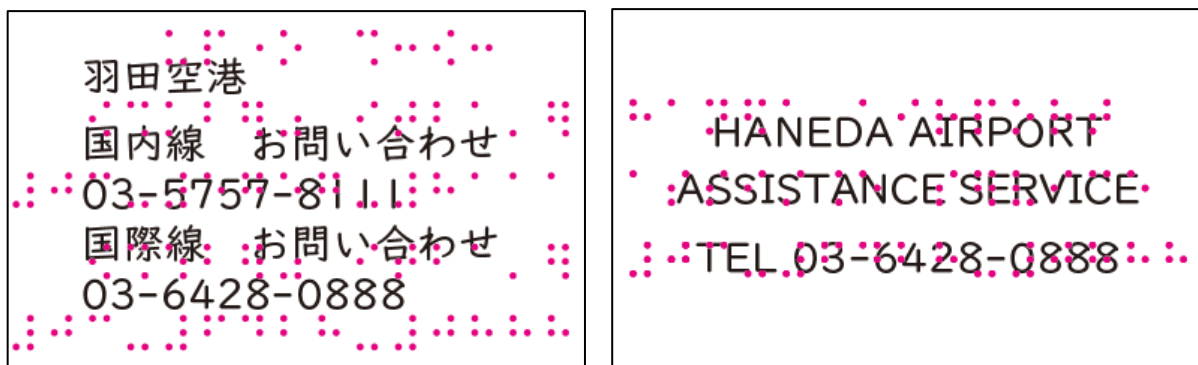 羽田空港
国内線　お問い合わせ
03-5757-8111
国際線　お問い合わせ
03-6428-0888
HANEDA AIRPORT
ASSISTANCE SERVICE
TEL 03-6428-0888